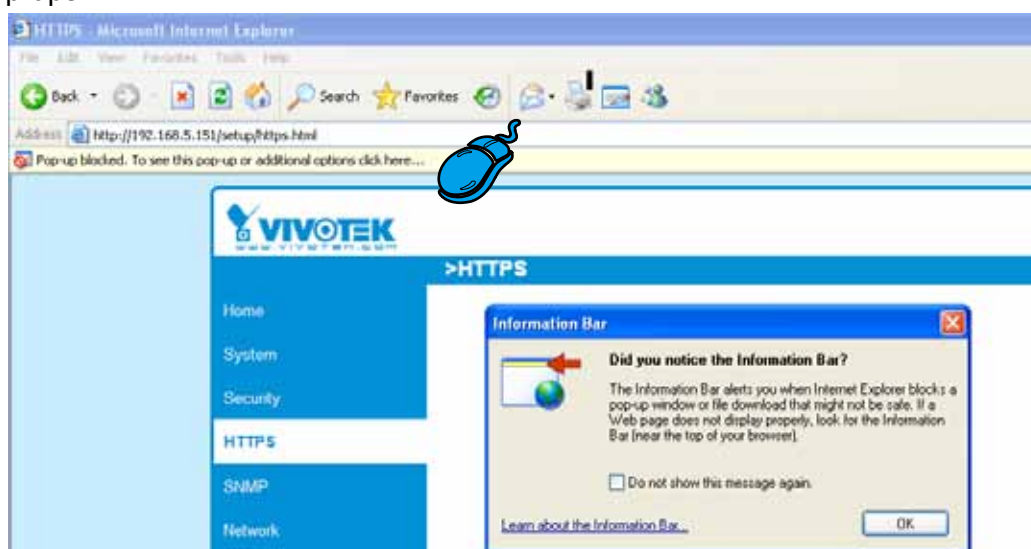 HTTPS - Microsoft Internet Explorer
File Edit View Favorites Tools Help
Back Search Favorites
Address http://192.168.5.151/setup/https.html
Pop-up blocked. To see this pop-up or additional options click here...
VIVOTEK
www.vivotek.com
>HTTPS
Home
System
Security
HTTPS
SNMP
Network
Information Bar
Did you notice the Information Bar?
The Information Bar alerts you when Internet Explorer blocks a
pop-up window or file download that might not be safe. If a
Web page does not display properly, look for the Information
Bar (near the top of your browser).
Do not show this message again.
Learn about the Information Bar...
OK